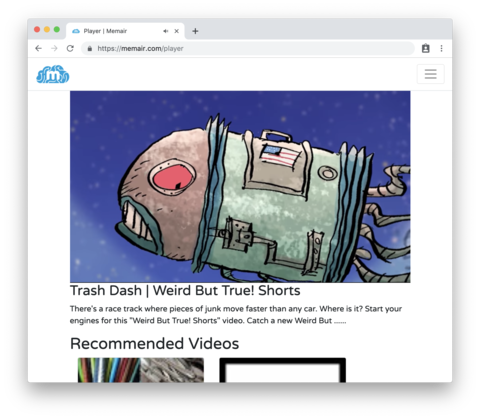 Player | Memair
https://memair.com/player
m
Trash Dash | Weird But True! Shorts
There's a race track where pieces of junk move faster than any car. Where is it? Start your
engines for this "Weird But True! Shorts" video. Catch a new Weird But ......
Recommended Videos